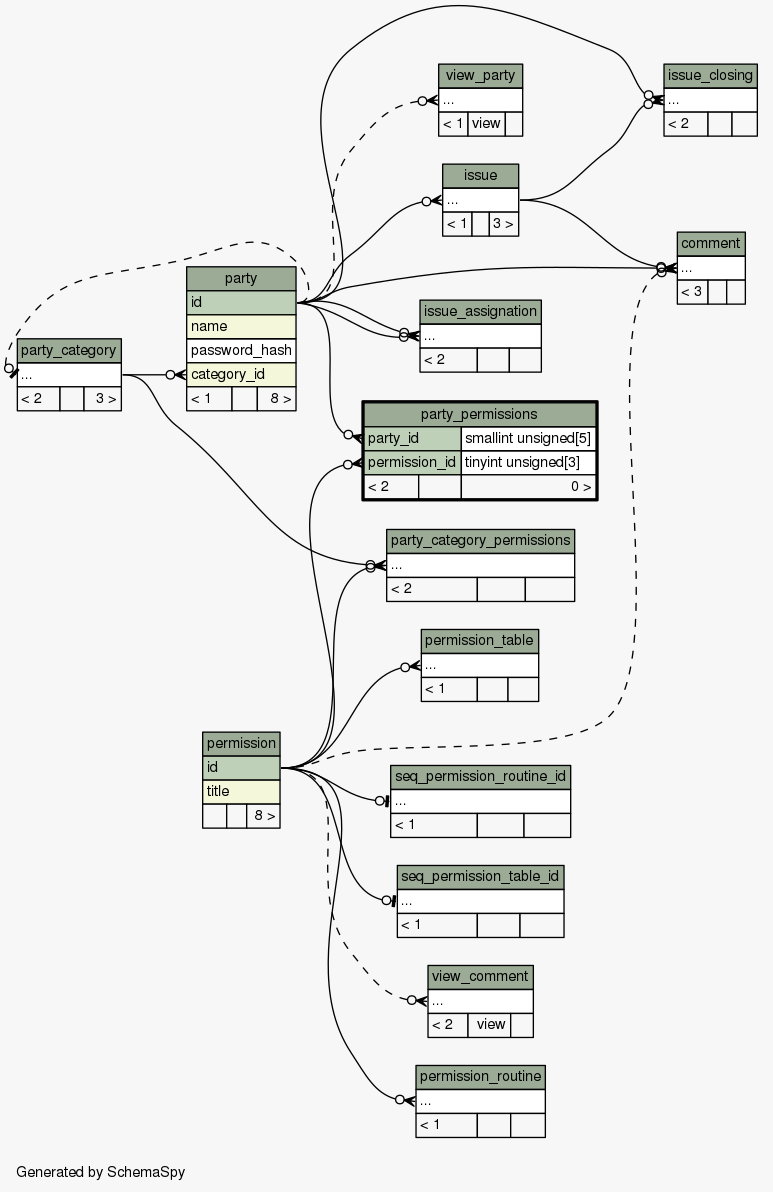 view_party
...
< 1 view
issue_closing
...
< 2
issue
...
< 1 3 >
comment
...
< 3
party
id
name
password_hash
category_id
< 1 8 >
issue_assignation
...
< 2
party_category
...
< 2 3 >
party_permissions
party_id smallint unsigned[5]
permission_id tinyint unsigned[3]
< 2 0 >
party_category_permissions
...
< 2
permission_table
...
< 1
permission
id
title
8 >
seq_permission_routine_id
...
< 1
seq_permission_table_id
...
< 1
view_comment
...
< 2 view
permission_routine
...
< 1
Generated by SchemaSpy